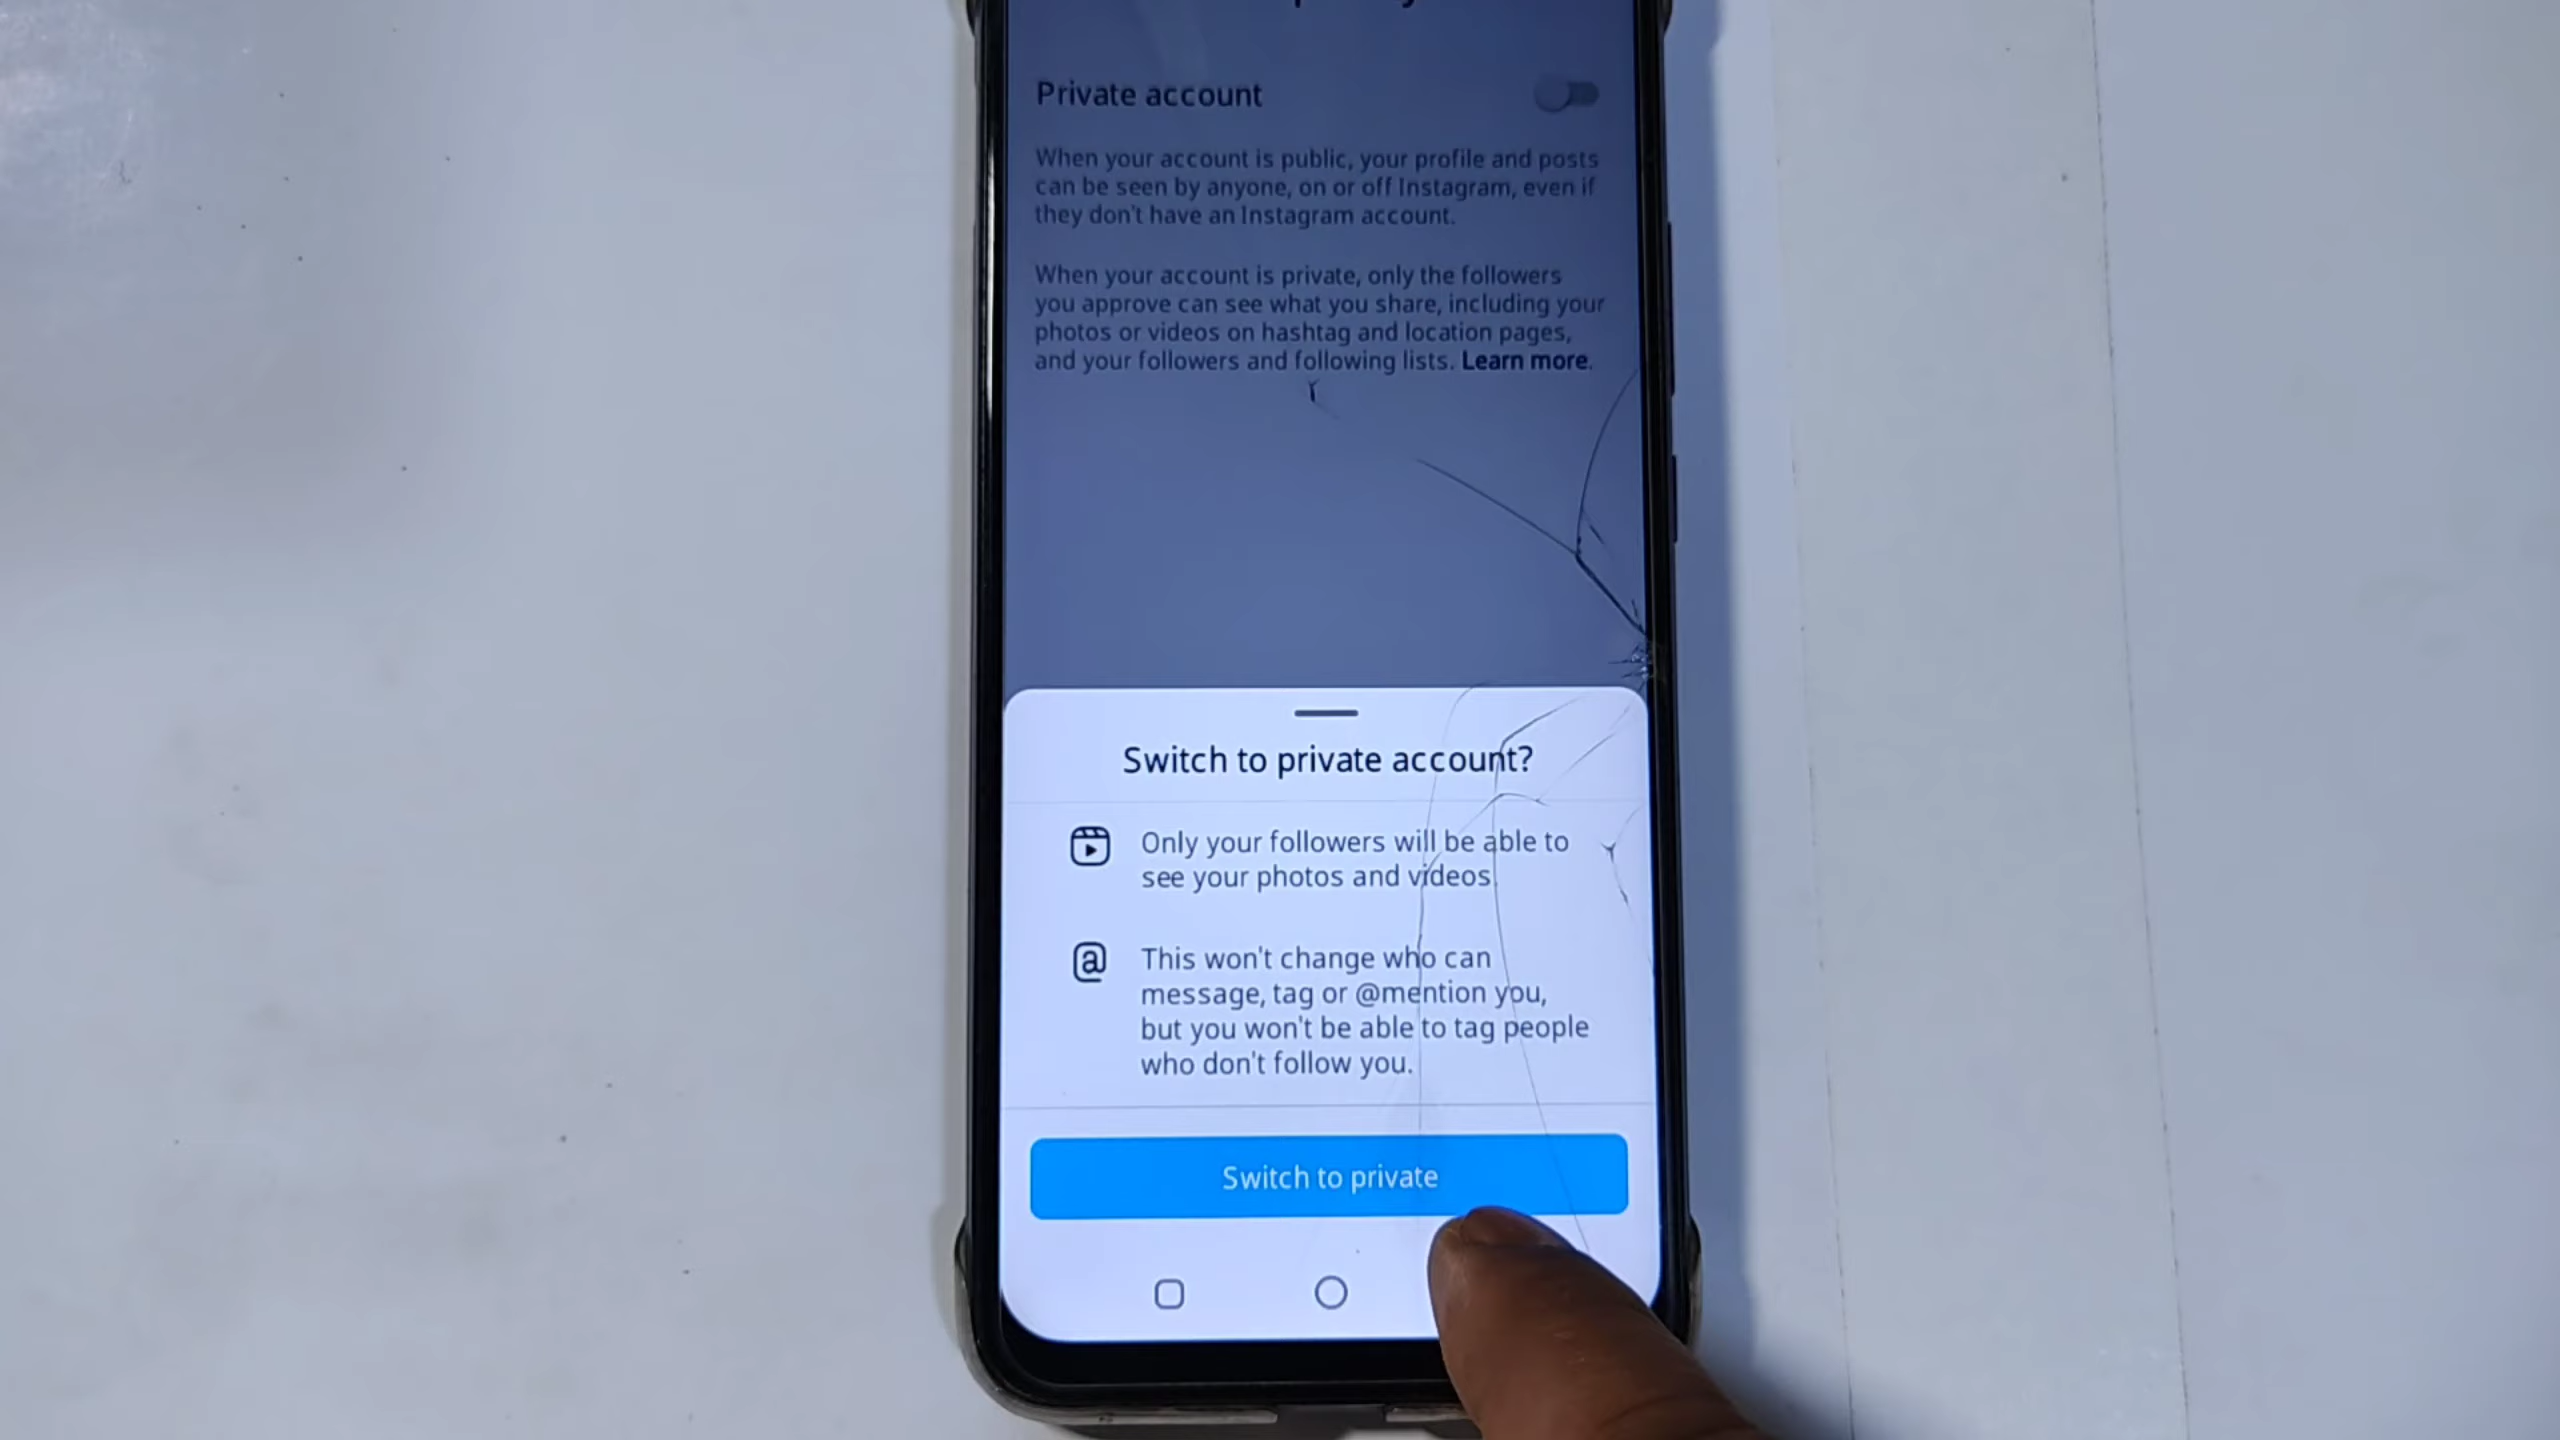 Private account
When your account is public, your profile and posts
can be seen by anyone, on or off Instagram, even if
they don't have an Instagram account.
When your account is private, only the followers
you approve can see what you share, including your
photos or videos on hashtag and location pages,
and your followers and following lists. Learn more.
Switch to private account?
Only your followers will be able to
see your photos and videos
This won't change who can
message, tag or @mention you,
but you won't be able to tag people
who don't follow you.
Switch to private